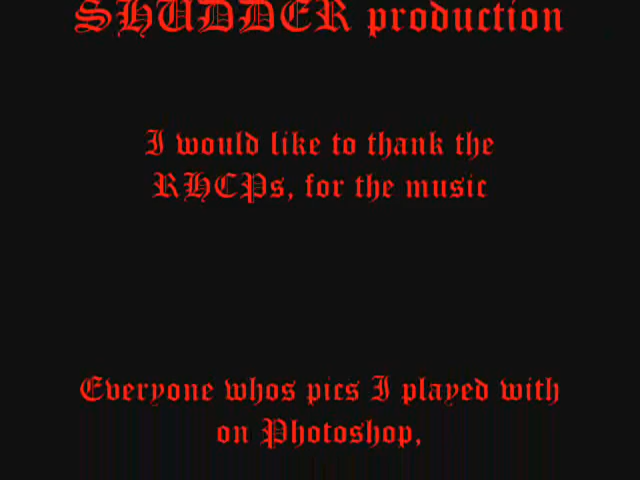 SHUDDER production
I would like to thank the
RHCPs, for the music
Everyone whos pics I played with
on Photoshop,